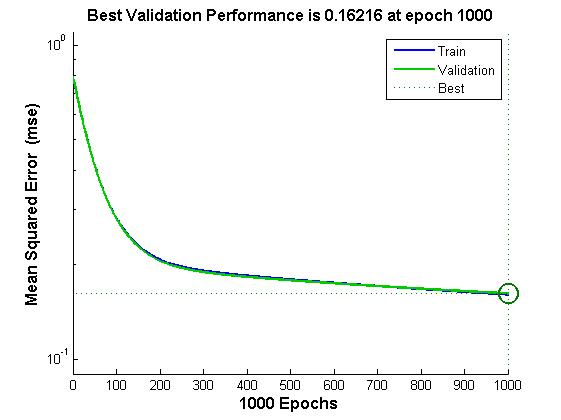 Best Validation Performance is 0.16216 at epoch 1000
10^0
Train
Validation
Best
Mean Squared Error (mse)
10^-1
0 100 200 300 400 500 600 700 800 900 1000
1000 Epochs